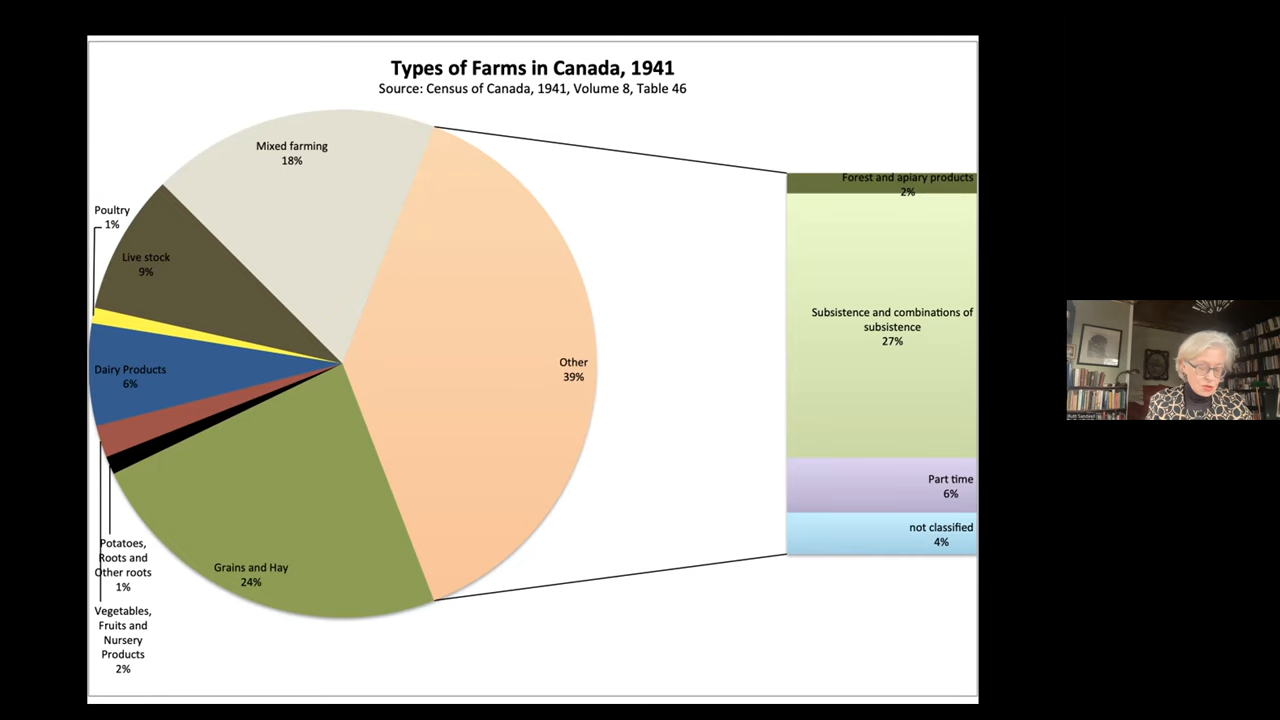 Types of Farms in Canada, 1941
Source: Census of Canada, 1941, Volume 8, Table 46
Mixed farming
18%
Poultry
1%
Live stock
9%
Dairy Products
6%
Potatoes,
Roots and
Other roots
1%
Vegetables,
Fruits and
Nursery
Products
2%
Grains and Hay
24%
Other
39%
Forest and apiary products
2%
Subsistence and combinations of
subsistence
27%
Part time
6%
not classified
4%